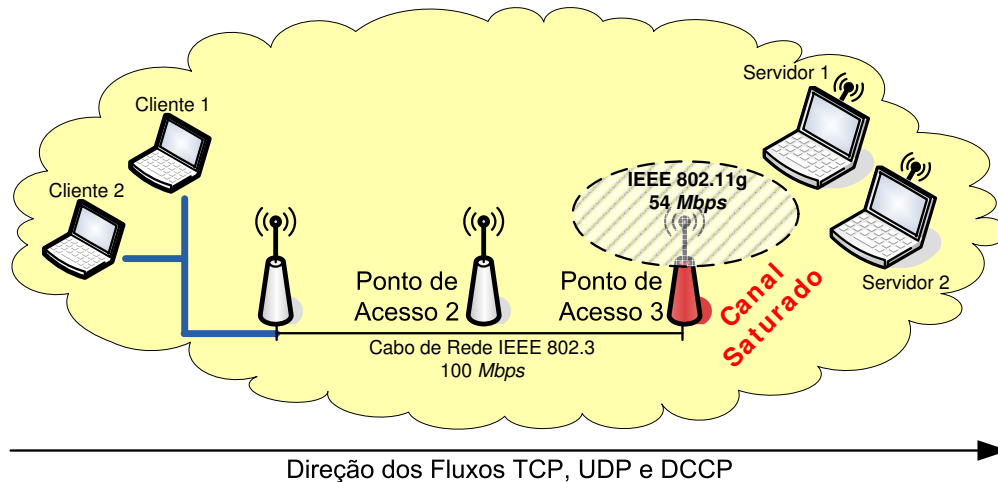 Servidor 1
Cliente 1
Cliente 2
IEEE 802.11g
54 Mbps
Ponto de
Acesso 2
Ponto de
Acesso 3
Canal
Saturado
Servidor 2
Cabo de Rede IEEE 802.3
100 Mbps
Direção dos Fluxos TCP, UDP e DCCP